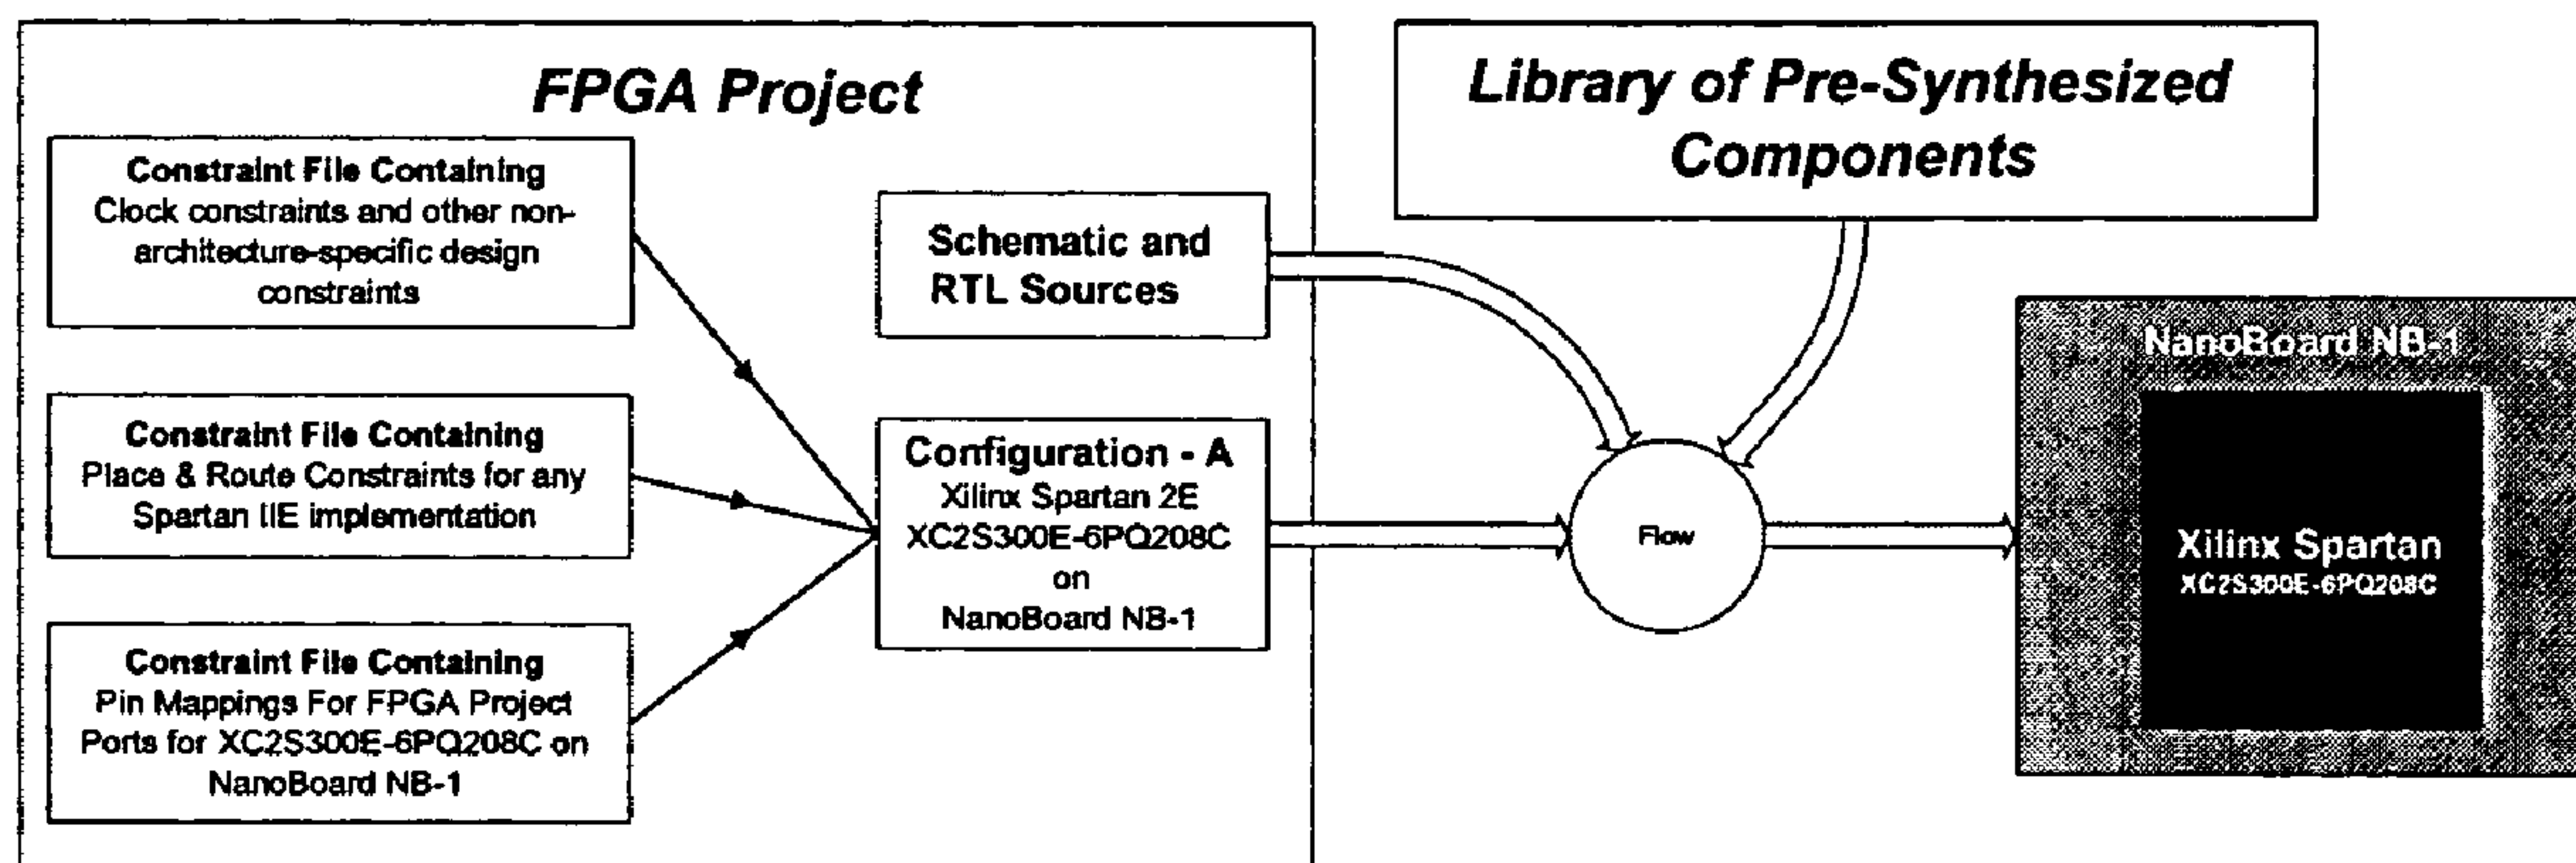 FPGA Project
Constraint File Containing
Clock constraints and other non-
architecture-specific design
constraints
Constraint File Containing
Place & Route Constraints for any
Spartan IIE implementation
Constraint File Containing
Pin Mappings For FPGA Project
Ports for XC2S300E-6PQ208C on
NanoBoard NB-1
Schematic and
RTL Sources
Configuration - A
Xilinx Spartan 2E
XC2S300E-6PQ208C
on
NanoBoard NB-1
Library of Pre-Synthesized
Components
Flow
NanoBoard NB-1
Xilinx Spartan
XC2S300E-6PQ208C